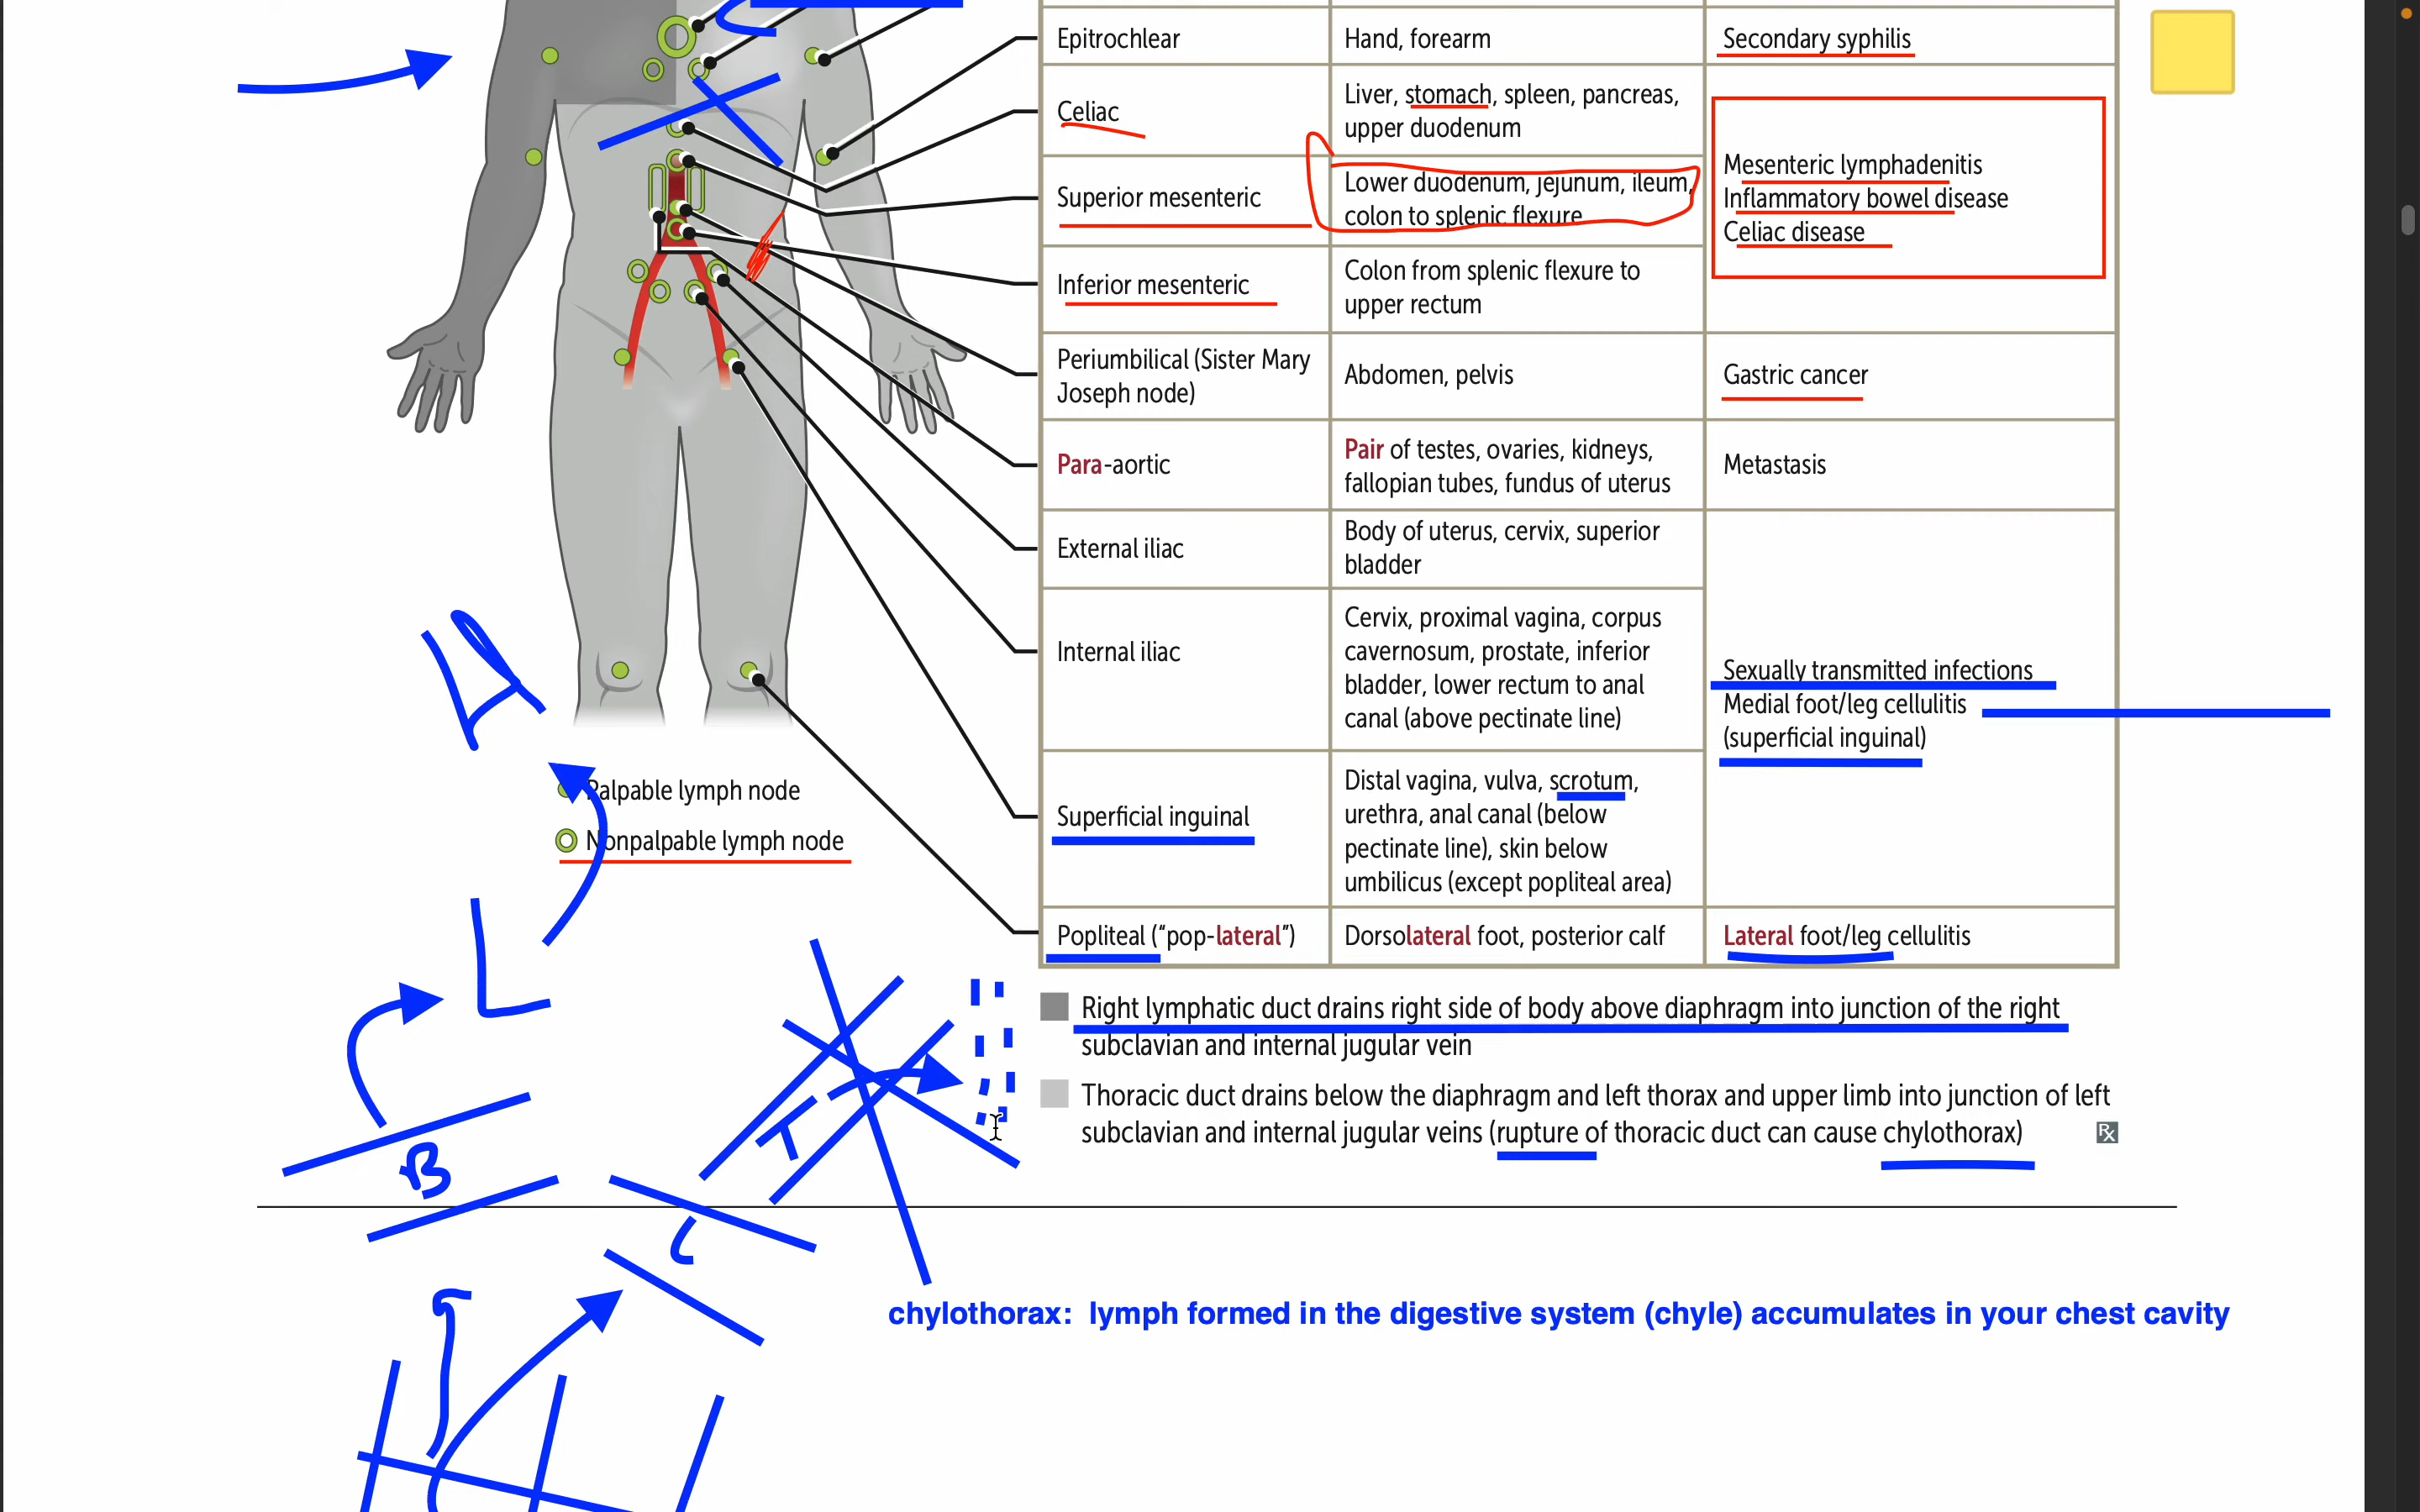 Epitrochlear
Hand, forearm
Secondary syphilis
Celiac
Liver, stomach, spleen, pancreas,
upper duodenum
Mesenteric lymphadenitis
Inflammatory bowel disease
Celiac disease
Superior mesenteric
Lower duodenum, jejunum, ileum,
colon to splenic flexure
Inferior mesenteric
Colon from splenic flexure to
upper rectum
Periumbilical (Sister Mary
Joseph node)
Abdomen, pelvis
Gastric cancer
Para-aortic
Pair of testes, ovaries, kidneys,
fallopian tubes, fundus of uterus
Metastasis
External iliac
Body of uterus, cervix, superior
bladder
Internal iliac
Cervix, proximal vagina, corpus
cavernosum, prostate, inferior
bladder, lower rectum to anal
canal (above pectinate line)
Sexually transmitted infections
Medial foot/leg cellulitis
(superficial inguinal)
Superficial inguinal
Distal vagina, vulva, scrotum,
urethra, anal canal (below
pectinate line), skin below
umbilicus (except popliteal area)
Popliteal (“pop-lateral”)
Dorsolateral foot, posterior calf
Lateral foot/leg cellulitis
Palpable lymph node
Nonpalpable lymph node
L
B
Right lymphatic duct drains right side of body above diaphragm into junction of the right
subclavian and internal jugular vein
Thoracic duct drains below the diaphragm and left thorax and upper limb into junction of left
subclavian and internal jugular veins (rupture of thoracic duct can cause chylothorax)
Rx
chylothorax: lymph formed in the digestive system (chyle) accumulates in your chest cavity